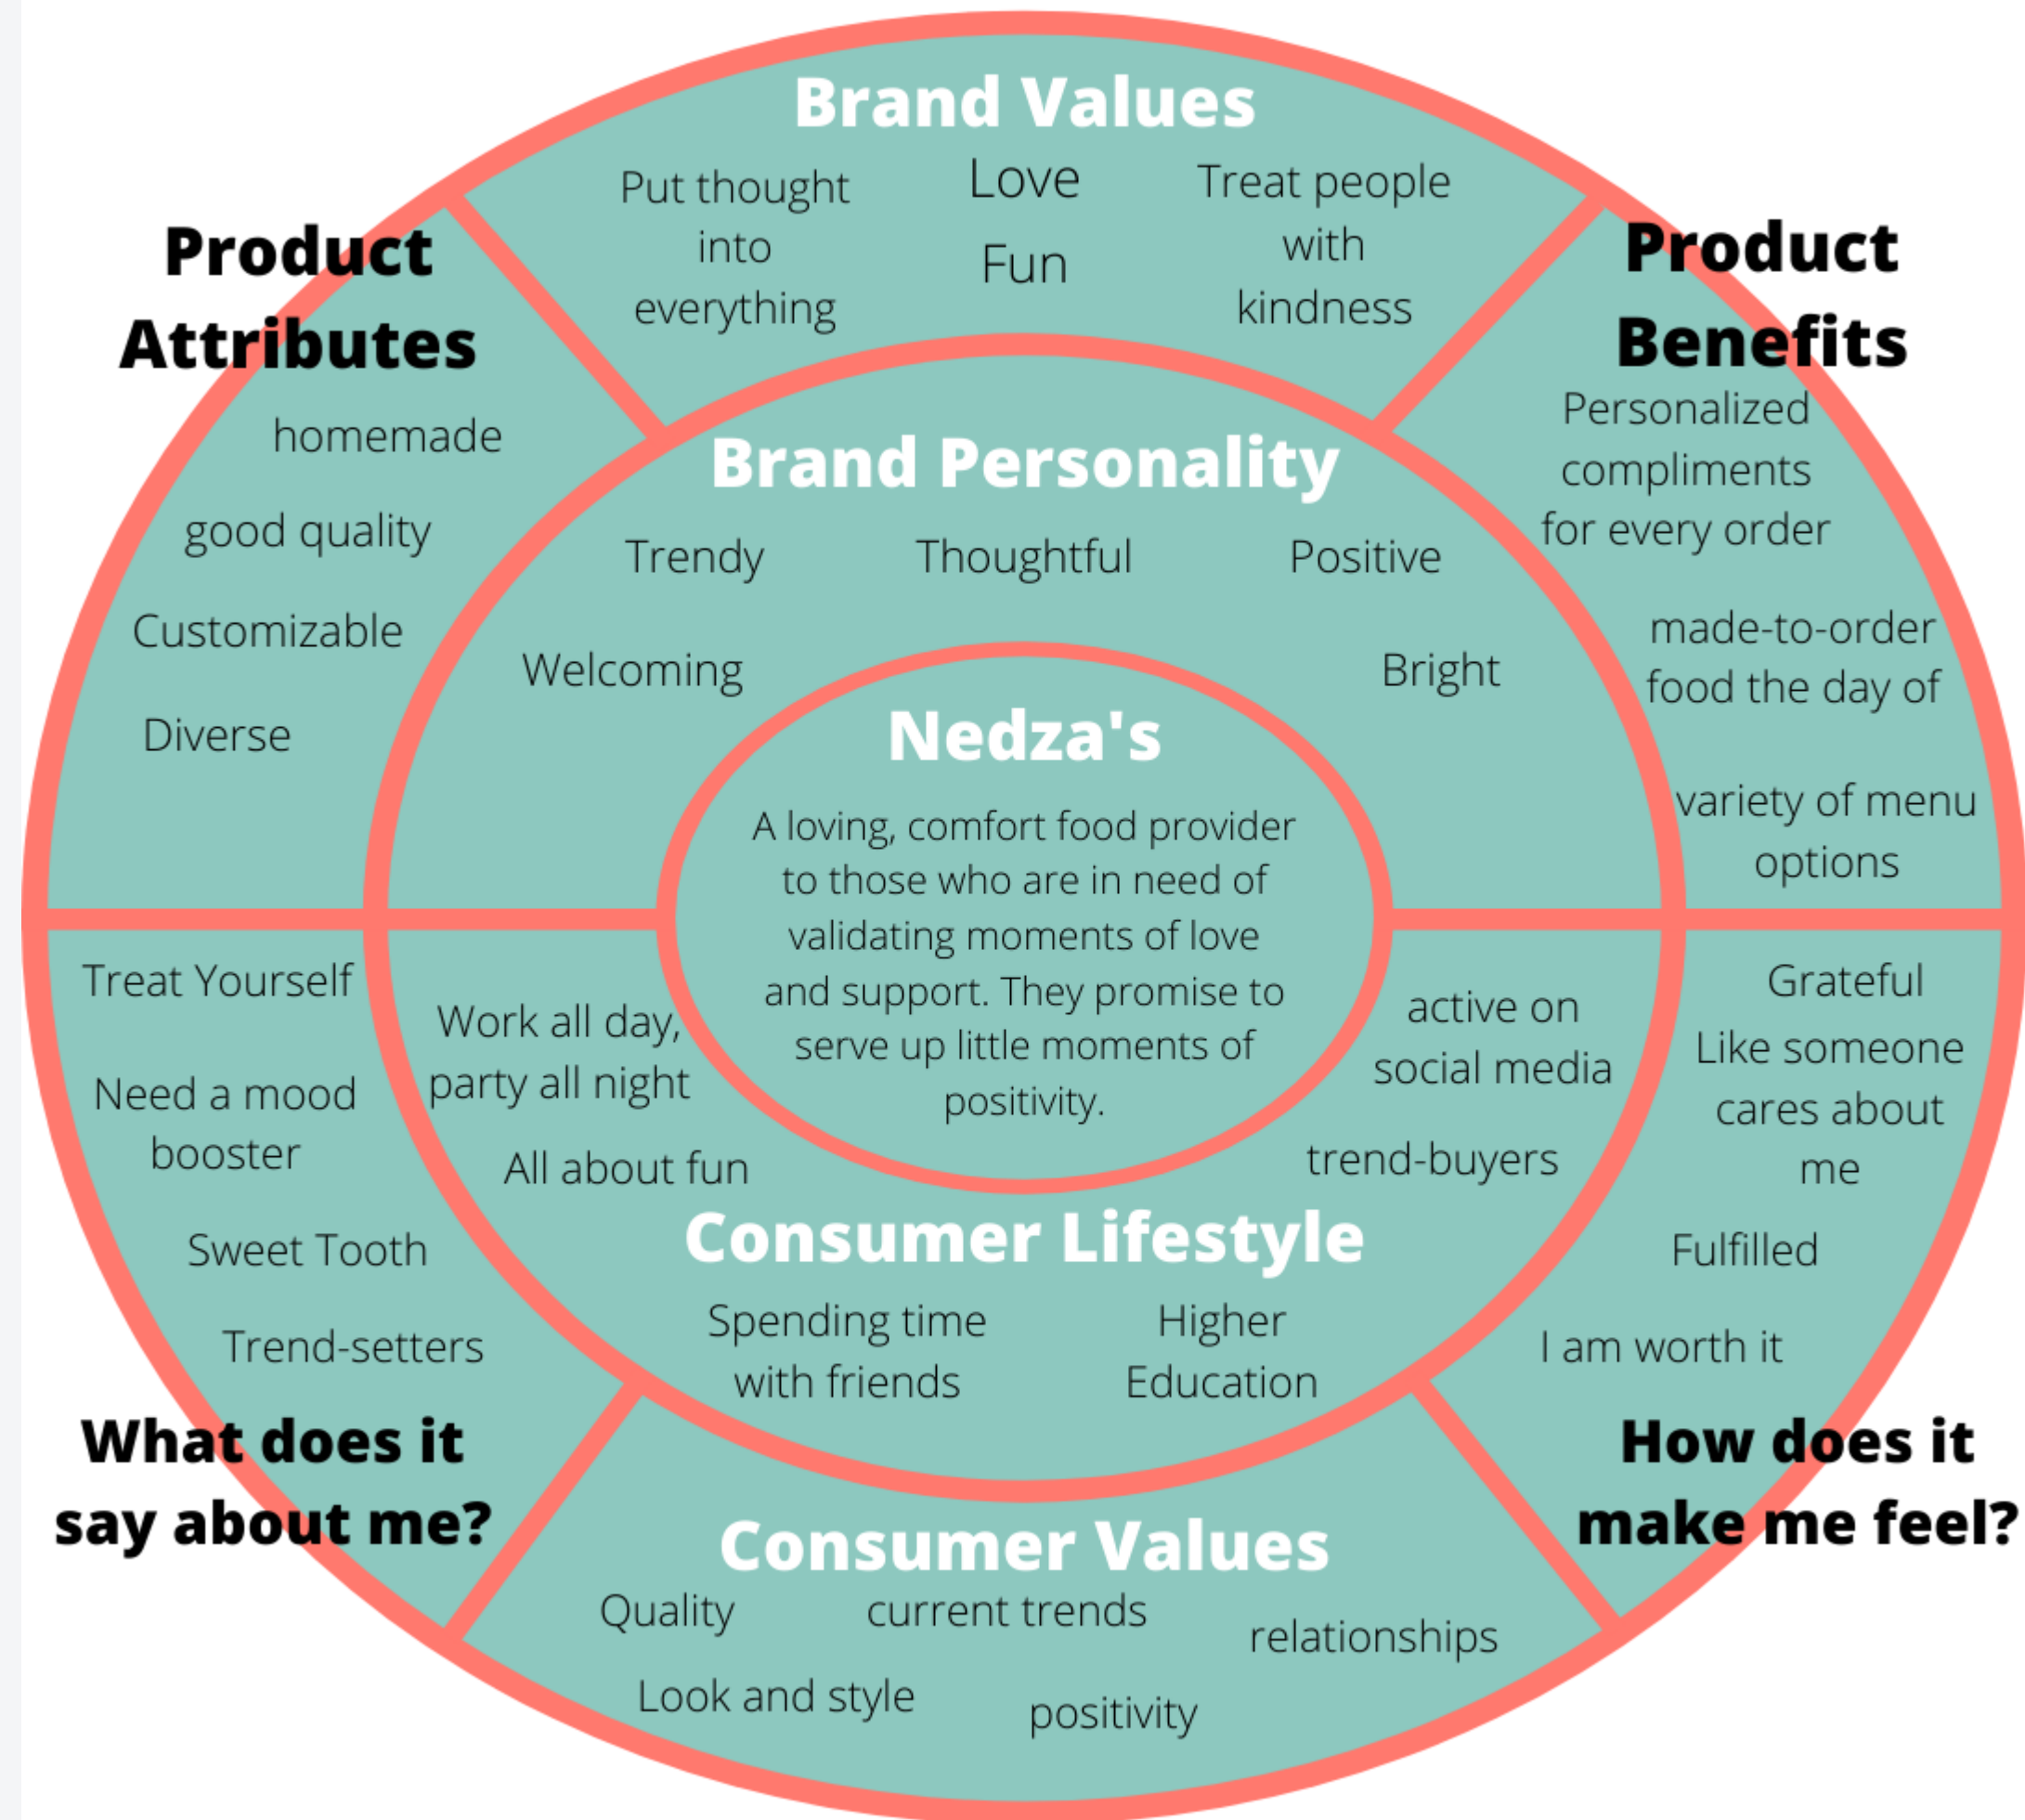 Brand Values
Put thought
into
everything
Love
Fun
Treat people
with
kindness
Product
Attributes
homemade
good quality
Customizable
Diverse
Product
Benefits
Personalized
compliments
for every order
made-to-order
food the day of
variety of menu
options
Brand Personality
Trendy
Thoughtful
Positive
Welcoming
Bright
Nedza's
A loving, comfort food provider
to those who are in need of
validating moments of love
and support. They promise to
serve up little moments of
positivity.
Treat Yourself
Need a mood
booster
Sweet Tooth
Trend-setters
What does it
say about me?
Work all day,
party all night
All about fun
active on
social media
trend-buyers
Consumer Lifestyle
Spending time
with friends
Higher
Education
Grateful
Like someone
cares about
me
Fulfilled
I am worth it
How does it
make me feel?
Consumer Values
Quality
current trends
relationships
Look and style
positivity